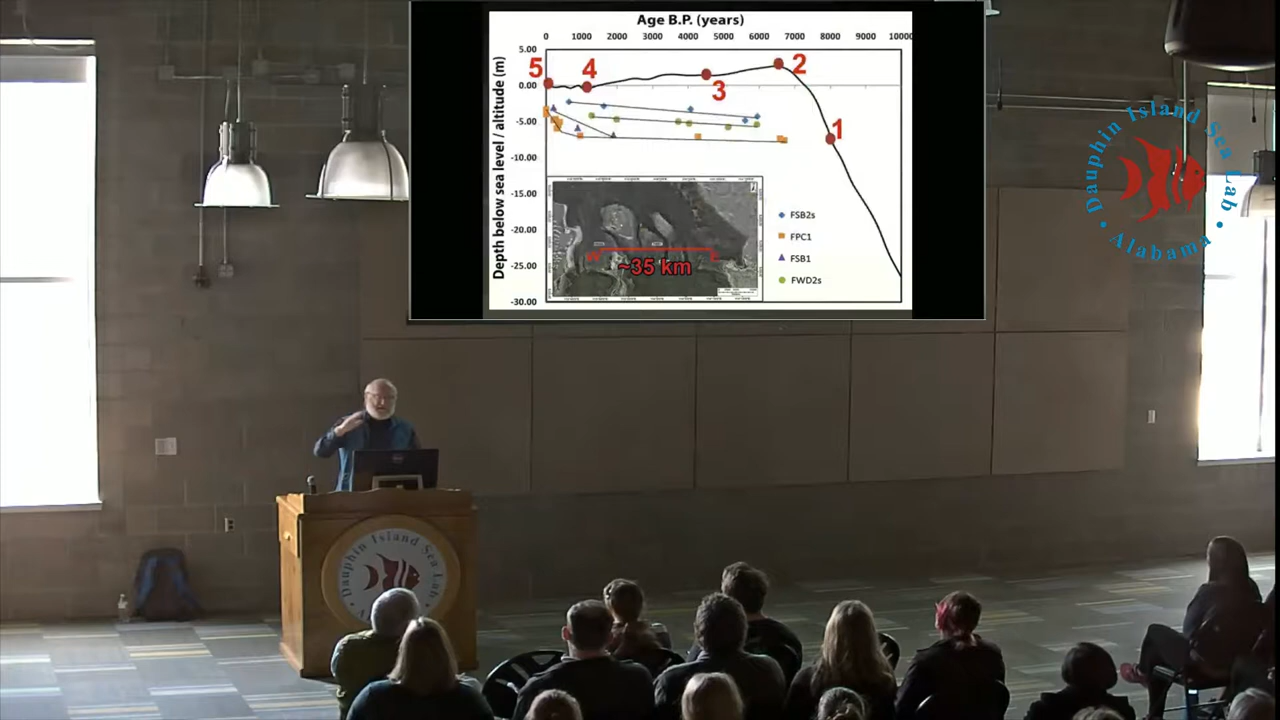 Age B.P. (years)
0 1000 2000 3000 4000 5000 6000 7000 8000 9000 10000
Depth below sea level / altitude (m)
5.00
0.00
-5.00
-10.00
-15.00
-20.00
-25.00
-30.00
5
4
3
2
1
FSB2s
FPC1
FSB1
FWD2s
~35 km
Dauphin Island Sea Lab
Alabama
Dauphin Island Sea Lab